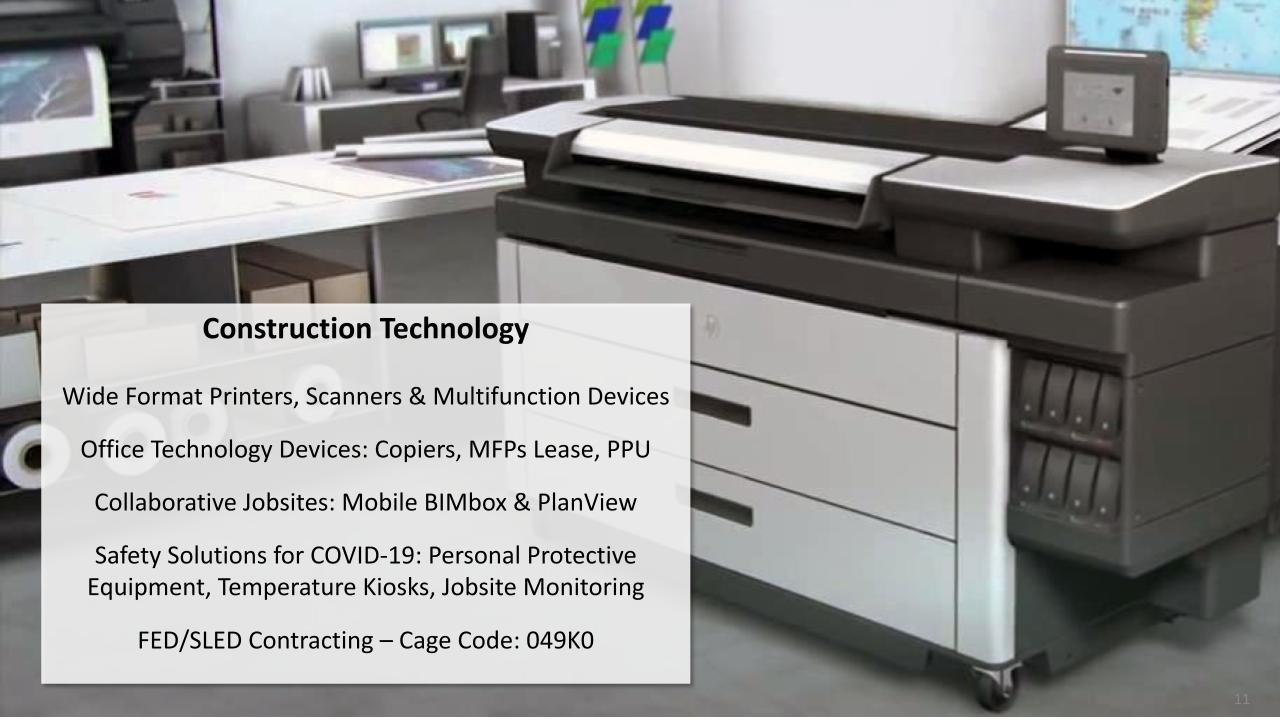 Construction Technology
Wide Format Printers, Scanners & Multifunction Devices
Office Technology Devices: Copiers, MFPs Lease, PPU
Collaborative Jobsites: Mobile BIMbox & PlanView
Safety Solutions for COVID-19: Personal Protective
Equipment, Temperature Kiosks, Jobsite Monitoring
FED/SLED Contracting – Cage Code: 049K0
11